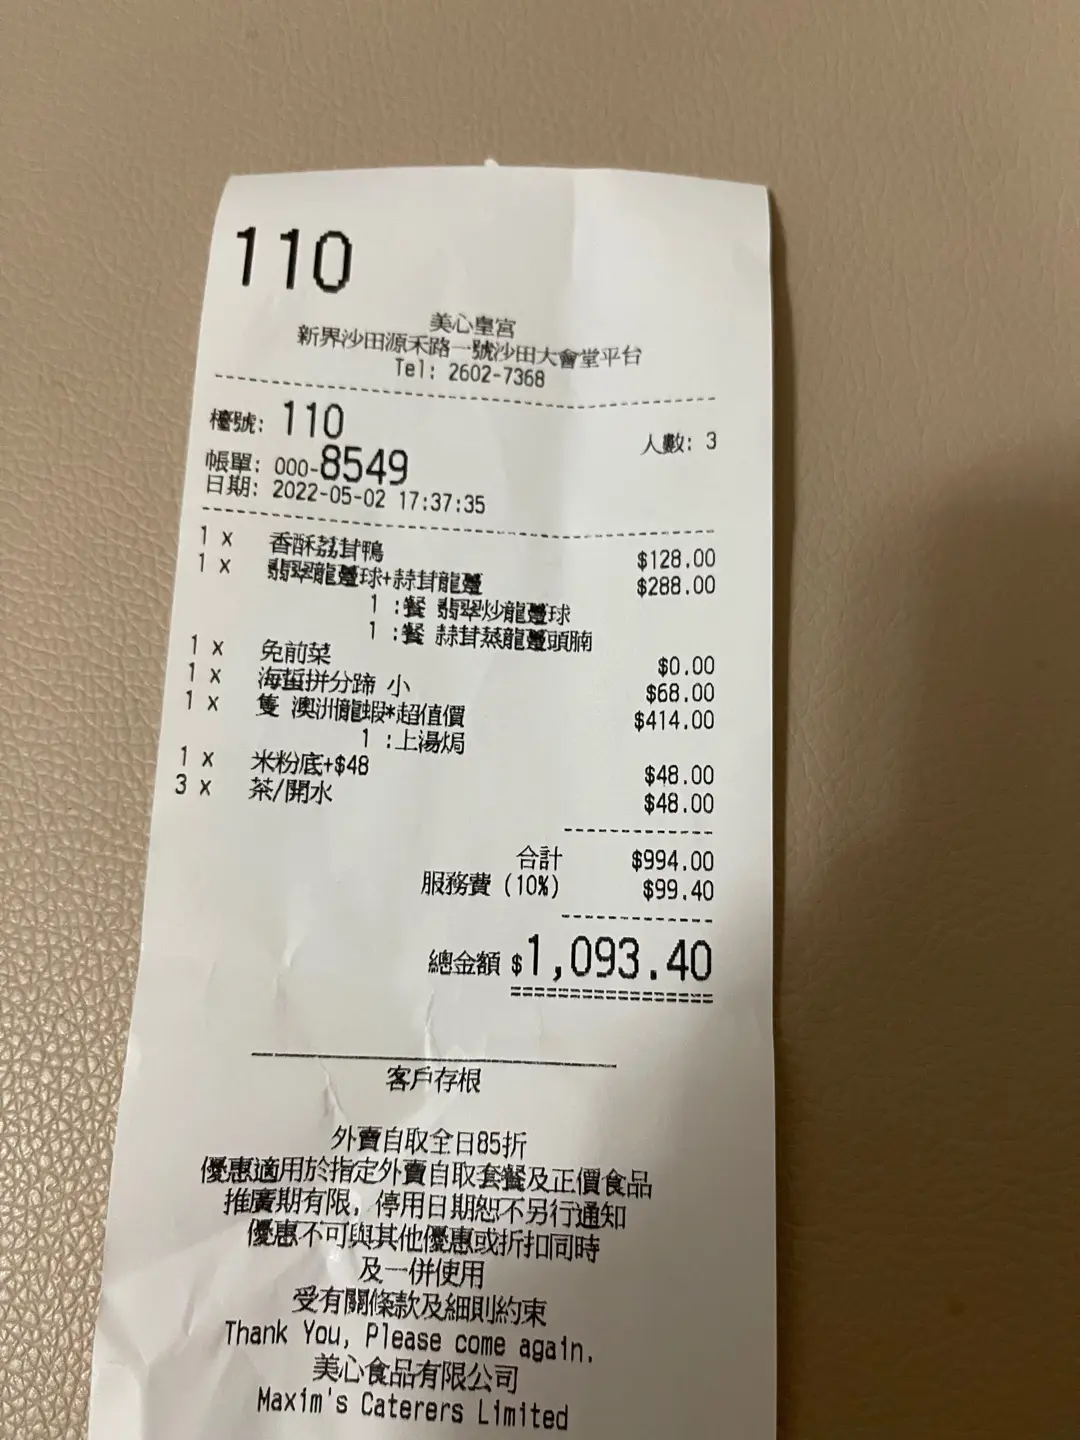 110
美心皇宮
新界沙田源禾路一號沙田大會堂平台
Tel: 2602-7368
檯號: 110 人數: 3
帳單: 000-8549
日期: 2022-05-02 17:37:35
1 x 香酥荔茸鴨 $128.00
1 x 翡翠龍躉球+蒜茸龍躉 $288.00
1 :餐 翡翠炒龍躉球
1 :餐 蒜茸蒸龍躉頭腩
1 x 免前菜 $0.00
1 x 海蜇拼分蹄 小 $68.00
1 x 隻 澳洲龍蝦*超值價 $414.00
1 :上湯焗
1 x 米粉底+$48 $48.00
3 x 茶/開水 $48.00
合計 $994.00
服務費 (10%) $99.40
總金額 $1,093.40
客戶存根
外賣自取全日85折
優惠適用於指定外賣自取套餐及正價食品
推廣期有限, 停用日期恕不另行通知
優惠不可與其他優惠或折扣同時
及一併使用
受有關條款及細則約束
Thank You, Please come again.
美心食品有限公司
Maxim's Caterers Limited